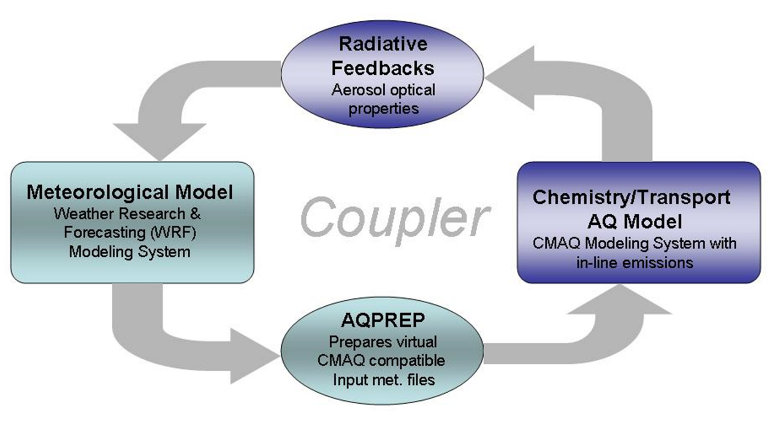 Radiative
Feedbacks
Aerosol optical
properties
Meteorological Model
Weather Research &
Forecasting (WRF)
Modeling System
Coupler
Chemistry/Transport
AQ Model
CMAQ Modeling System with
in-line emissions
AQPREP
Prepares virtual
CMAQ compatible
Input met. files